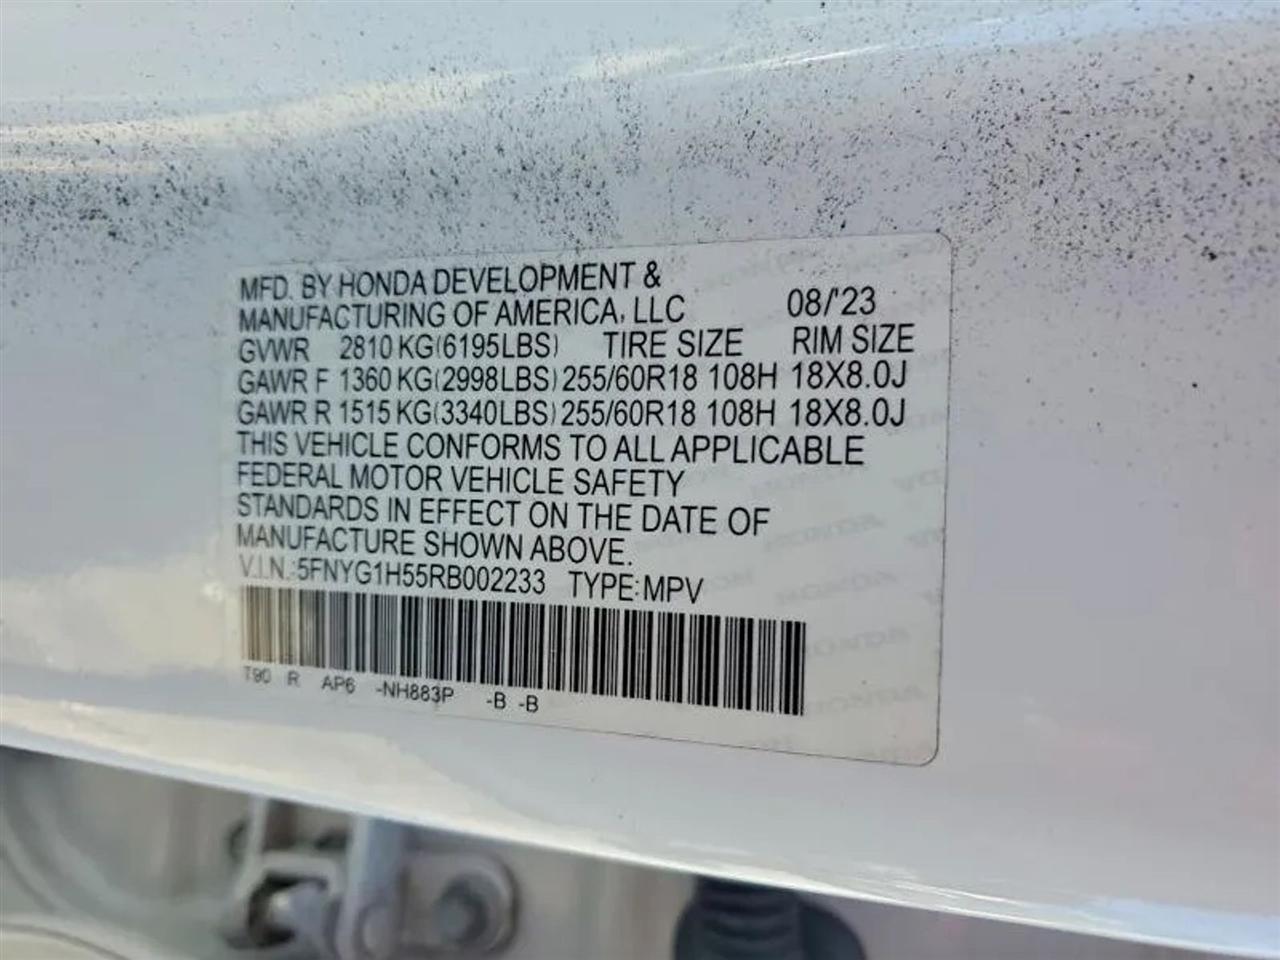 MFD. BY HONDA DEVELOPMENT &
MANUFACTURING OF AMERICA, LLC 08/'23
GVWR 2810 KG(6195LBS) TIRE SIZE RIM SIZE
GAWR F 1360 KG(2998LBS) 255/60R18 108H 18X8.0J
GAWR R 1515 KG(3340LBS) 255/60R18 108H 18X8.0J
THIS VEHICLE CONFORMS TO ALL APPLICABLE
FEDERAL MOTOR VEHICLE SAFETY
STANDARDS IN EFFECT ON THE DATE OF
MANUFACTURE SHOWN ABOVE.
V.I.N.:5FNYG1H55RB002233 TYPE:MPV
T90 R AP6 -NH883P -B -B